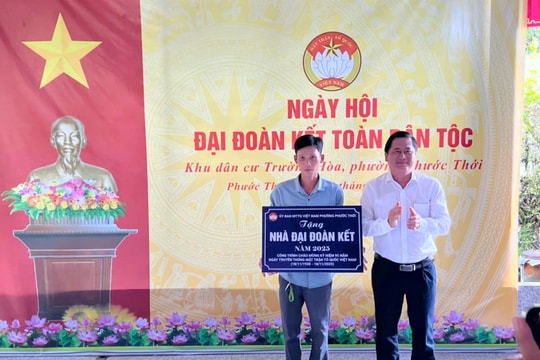 MẶT TRẬN TỔ QUỐC
VIỆT NAM
NGÀY HỘI
ĐẠI ĐOÀN KẾT TOÀN DÂN TỘC
Khu dân cư Trường Hòa, phường Phước Thới
Phước Th
ỦY BAN MTTQ VIỆT NAM PHƯỜNG PHƯỚC THỚI
Tặng
NHÀ ĐẠI ĐOÀN KẾT
NĂM 2025
CÔNG TRÌNH CHÀO MỪNG KỶ NIỆM 95 NĂM
NGÀY TRUYỀN THỐNG MẶT TRẬN TỔ QUỐC VIỆT NAM
(18/11/1930 - 18/11/2025)